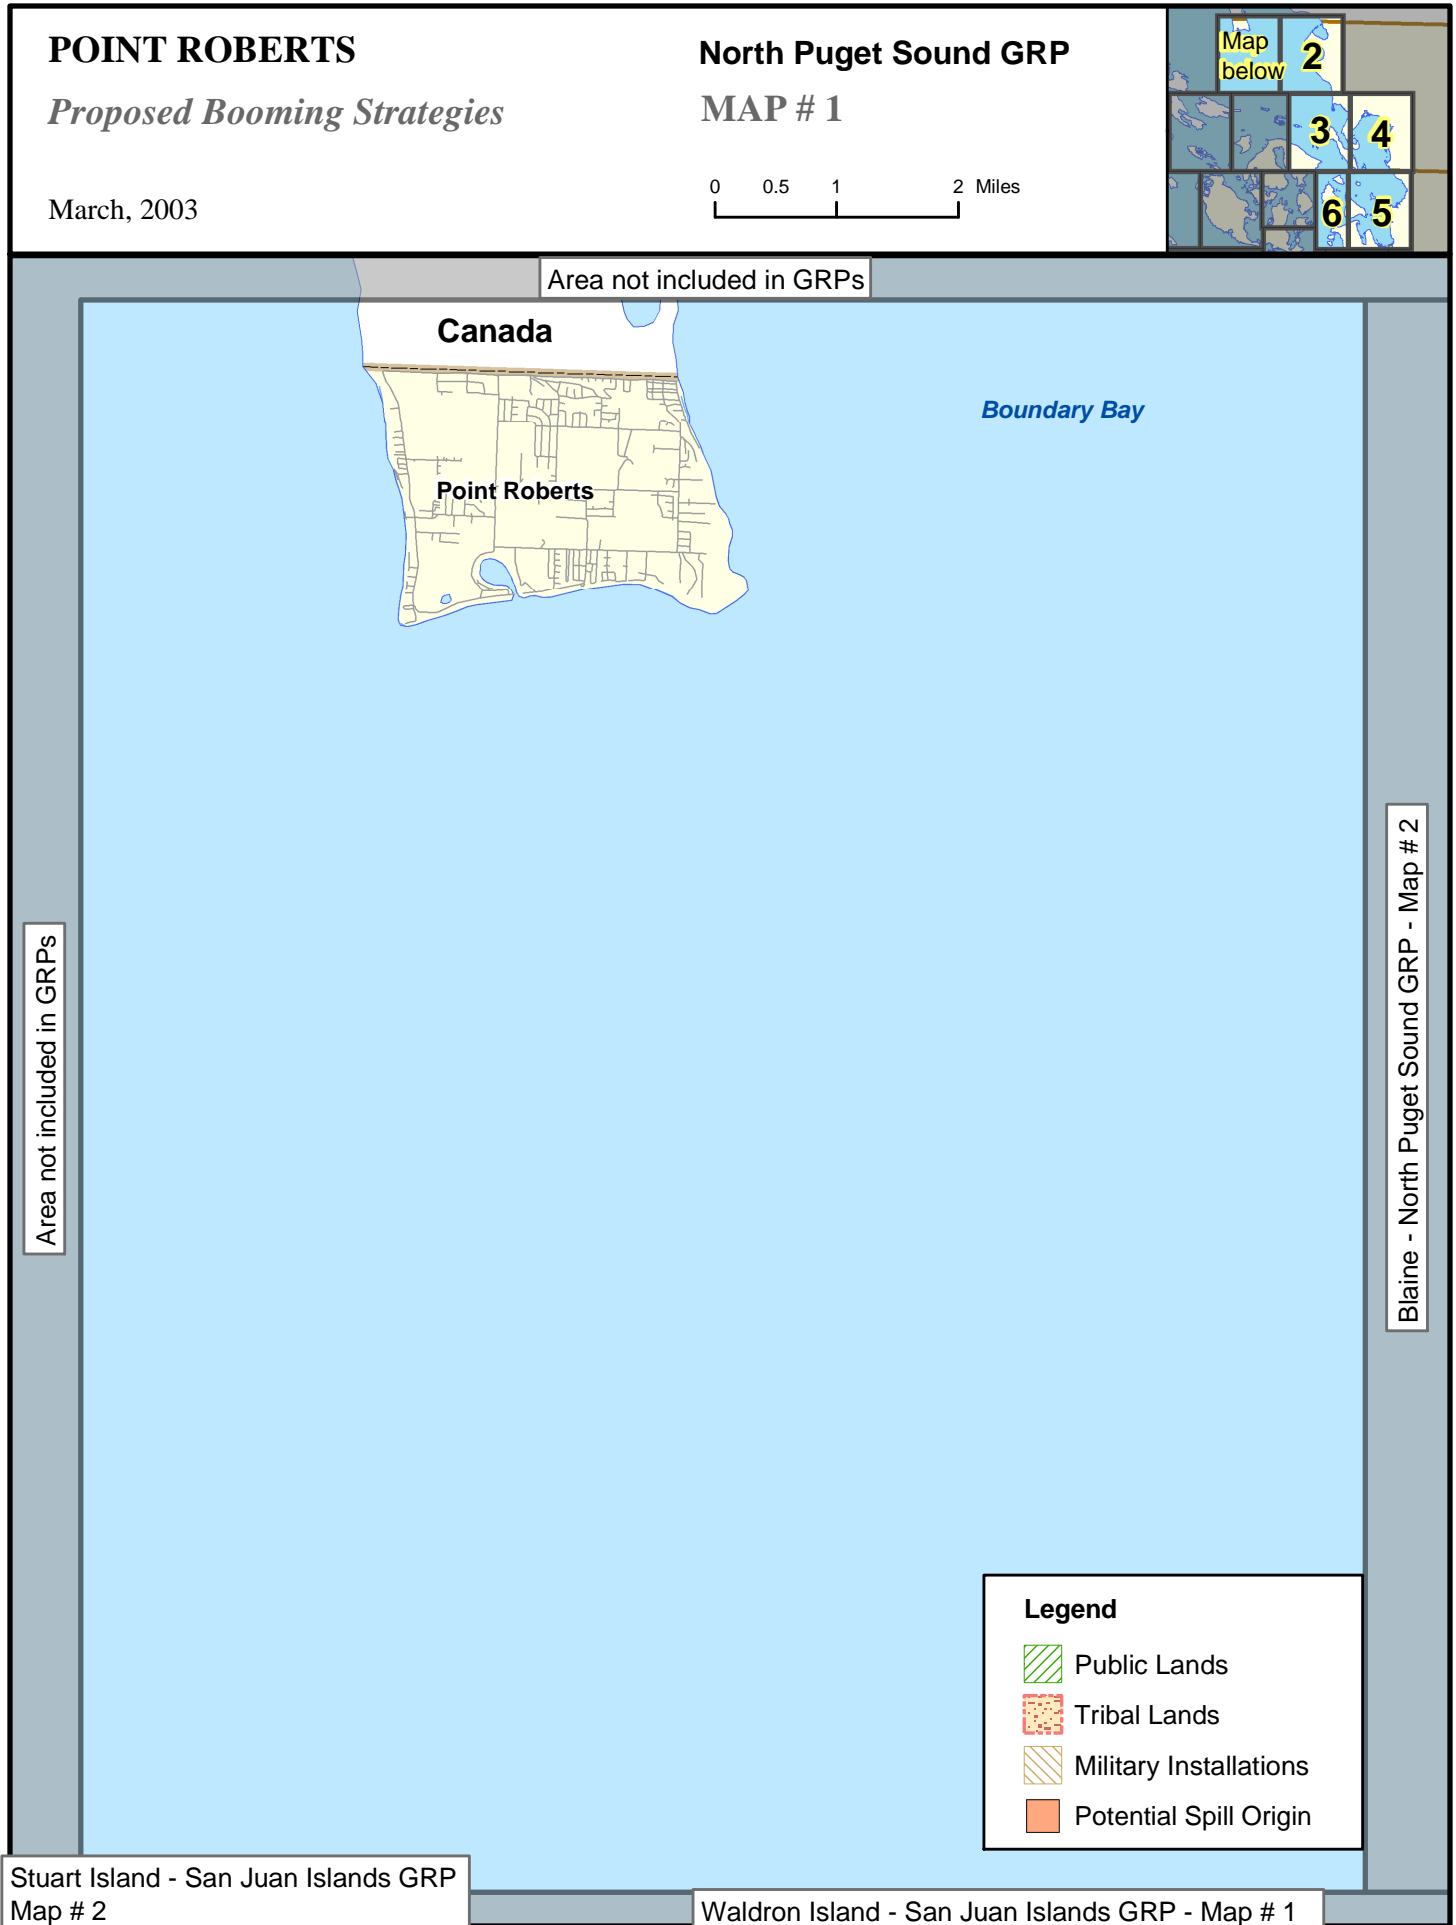 POINT ROBERTS
Proposed Booming Strategies
March, 2003
North Puget Sound GRP
MAP # 1
0 0.5 1 2 Miles
Map
below
2
3
4
6
5
Area not included in GRPs
Canada
Boundary Bay
Point Roberts
Area not included in GRPs
Blaine - North Puget Sound GRP - Map # 2
Legend
Public Lands
Tribal Lands
Military Installations
Potential Spill Origin
Stuart Island - San Juan Islands GRP
Map # 2
Waldron Island - San Juan Islands GRP - Map # 1